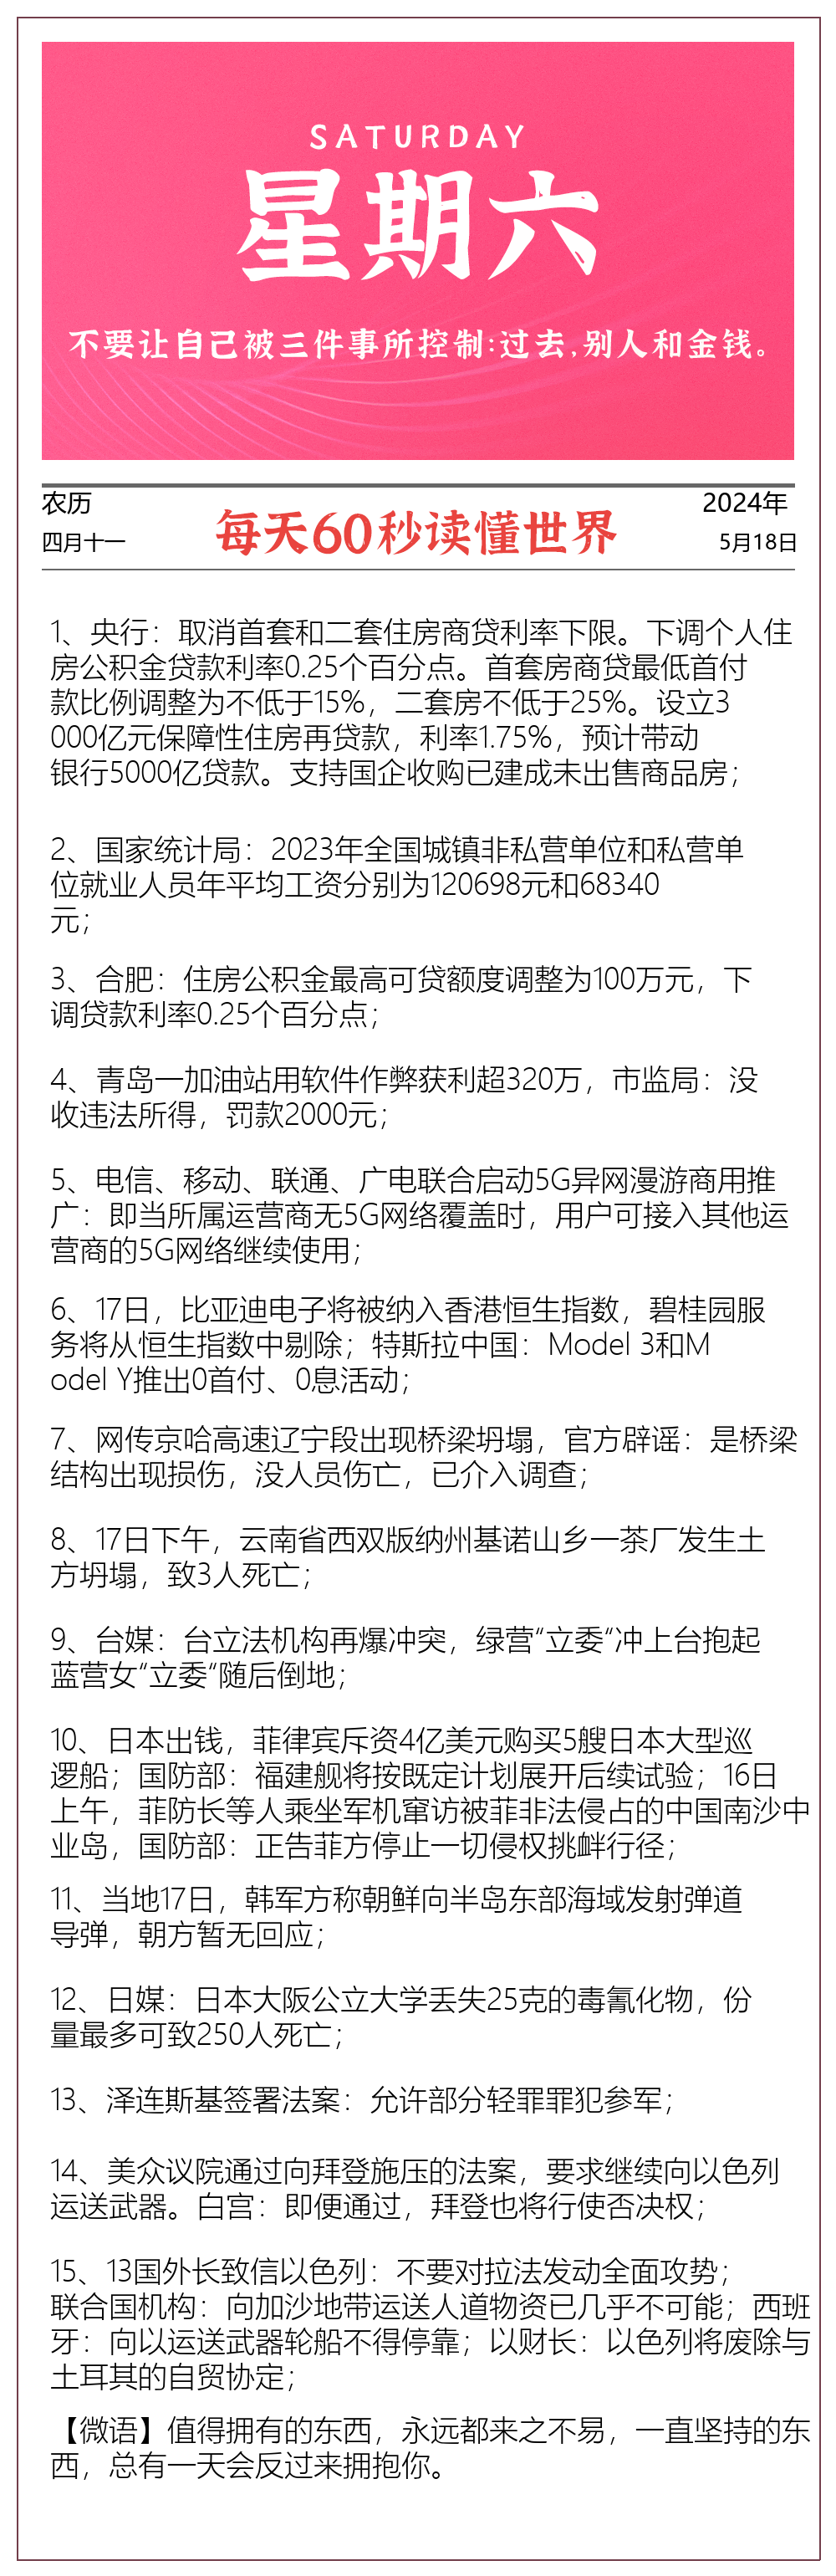 SATURDAY
星期六
不要让自己被三件事所控制:过去,别人和金钱。
农历
2024年
每天60秒读懂世界
四月十一
5月18日
1、央行：取消首套和二套住房商贷利率下限。下调个人住
房公积金贷款利率0.25个百分点。首套房商贷最低首付
款比例调整为不低于15%，二套房不低于25%。设立3
000亿元保障性住房再贷款，利率1.75%，预计带动
银行5000亿贷款。支持国企收购已建成未出售商品房；
2、国家统计局：2023年全国城镇非私营单位和私营单
位就业人员年平均工资分别为120698元和68340
元；
3、合肥：住房公积金最高可贷额度调整为100万元，下
调贷款利率0.25个百分点；
4、青岛一加油站用软件作弊获利超320万，市监局：没
收违法所得，罚款2000元；
5、电信、移动、联通、广电联合启动5G异网漫游商用推
广：即当所属运营商无5G网络覆盖时，用户可接入其他运
营商的5G网络继续使用；
6、17日，比亚迪电子将被纳入香港恒生指数，碧桂园服
务将从恒生指数中剔除；特斯拉中国：Model 3和M
odel Y推出0首付、0息活动；
7、网传京哈高速辽宁段出现桥梁坍塌，官方辟谣：是桥梁
结构出现损伤，没人员伤亡，已介入调查；
8、17日下午，云南省西双版纳州基诺山乡一茶厂发生土
方坍塌，致3人死亡；
9、台媒：台立法机构再爆冲突，绿营“立委“冲上台抱起
蓝营女“立委”随后倒地；
10、日本出钱，菲律宾斥资4亿美元购买5艘日本大型巡
逻船；国防部：福建舰将按既定计划展开后续试验；16日
上午，菲防长等人乘坐军机窜访被菲非法侵占的中国南沙中
业岛，国防部：正告菲方停止一切侵权挑衅行径；
11、当地17日，韩军方称朝鲜向半岛东部海域发射弹道
导弹，朝方暂无回应；
12、日媒：日本大阪公立大学丢失25克的毒氰化物，份
量最多可致250人死亡；
13、泽连斯基签署法案：允许部分轻罪罪犯参军；
14、美众议院通过向拜登施压的法案，要求继续向以色列
运送武器。白宫：即便通过，拜登也将行使否决权；
15、13国外长致信以色列：不要对拉法发动全面攻势；
联合国机构：向加沙地带运送人道物资已几乎不可能；西班
牙：向以运送武器轮船不得停靠；以财长：以色列将废除与
土耳其的自贸协定；
【微语】值得拥有的东西，永远都来之不易，一直坚持的东
西，总有一天会反过来拥抱你。